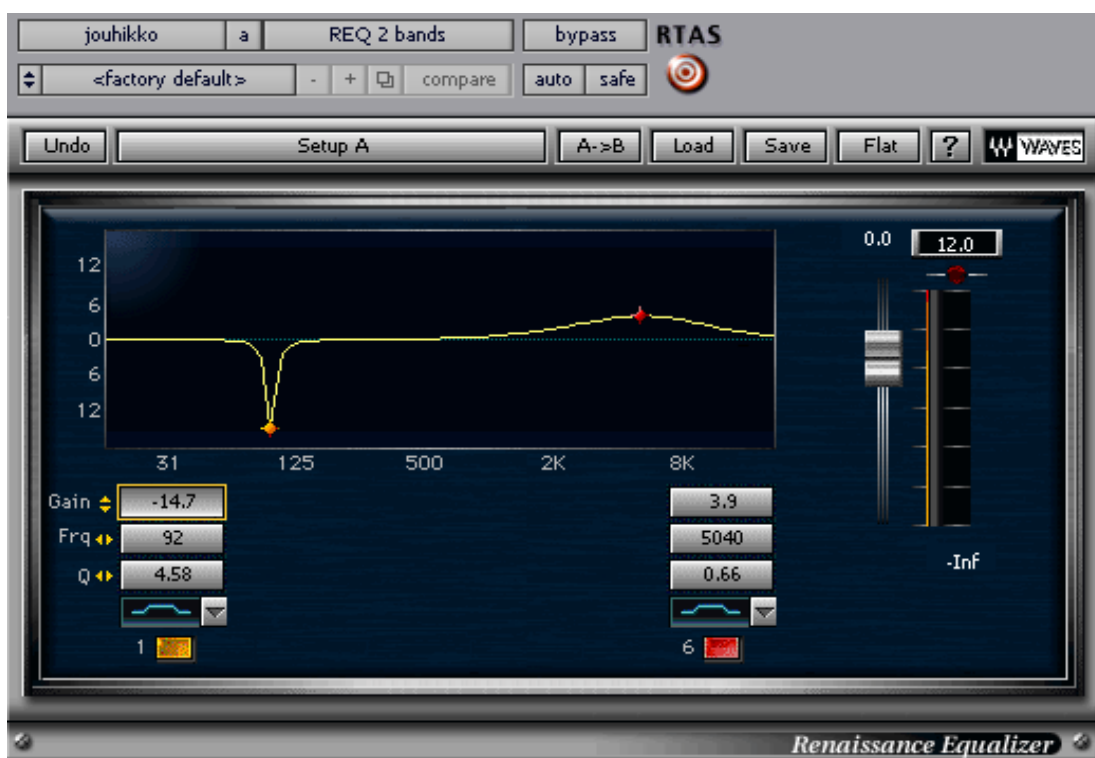 jouhikko a REQ 2 bands bypass RTAS
<factory default> - + compare auto safe
Undo Setup A A->B Load Save Flat ? WAVES
0.0 12.0
12
6
0
6
12
31 125 500 2K 8K
Gain -14.7 3.9
Frq 92 5040
Q 4.58 0.66
-Inf
1 6
Renaissance Equalizer